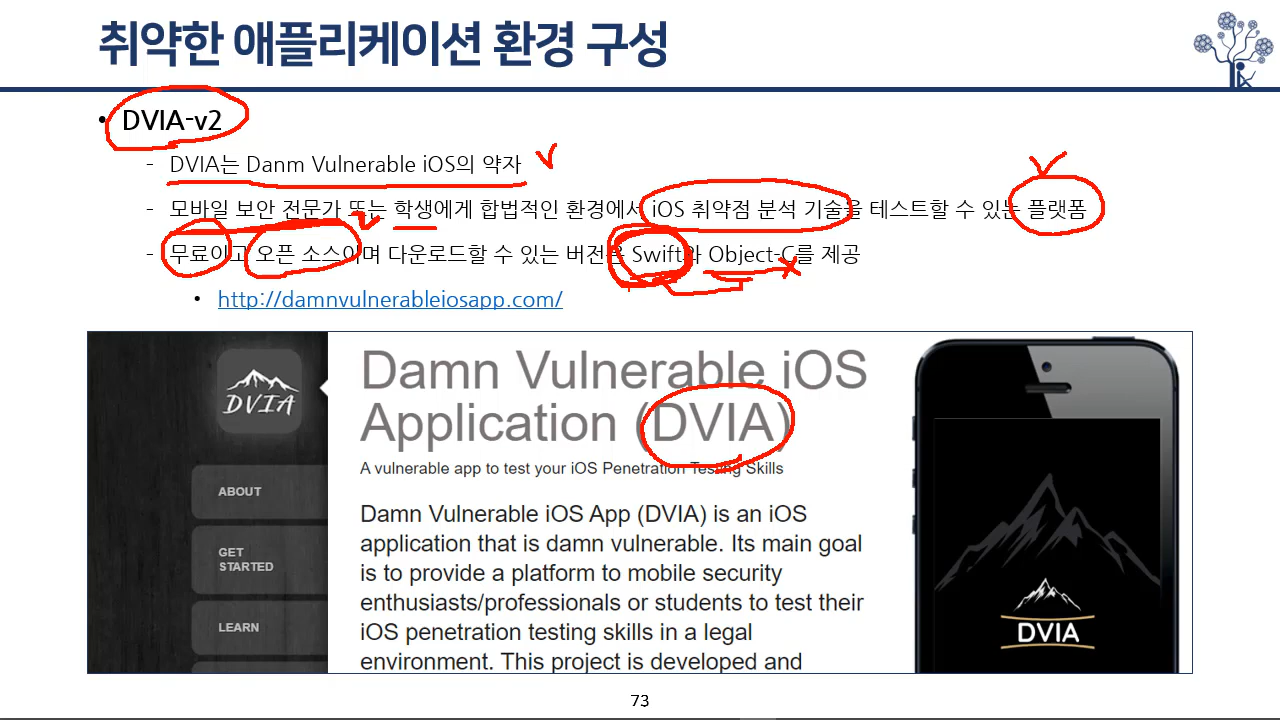 취약한 애플리케이션 환경 구성
• DVIA-v2
- DVIA는 Danm Vulnerable iOS의 약자
- 모바일 보안 전문가 또는 학생에게 합법적인 환경에서 iOS 취약점 분석 기술을 테스트할 수 있는 플랫폼
- 무료이고 오픈 소스이며 다운로드할 수 있는 버전은 Swift와 Object-C를 제공
• http://damnvulnerableiosapp.com/
DVIA
ABOUT
GET
STARTED
LEARN
Damn Vulnerable iOS
Application (DVIA)
A vulnerable app to test your iOS Penetration Testing Skills
Damn Vulnerable iOS App (DVIA) is an iOS
application that is damn vulnerable. Its main goal
is to provide a platform to mobile security
enthusiasts/professionals or students to test their
iOS penetration testing skills in a legal
environment. This project is developed and
DVIA
73